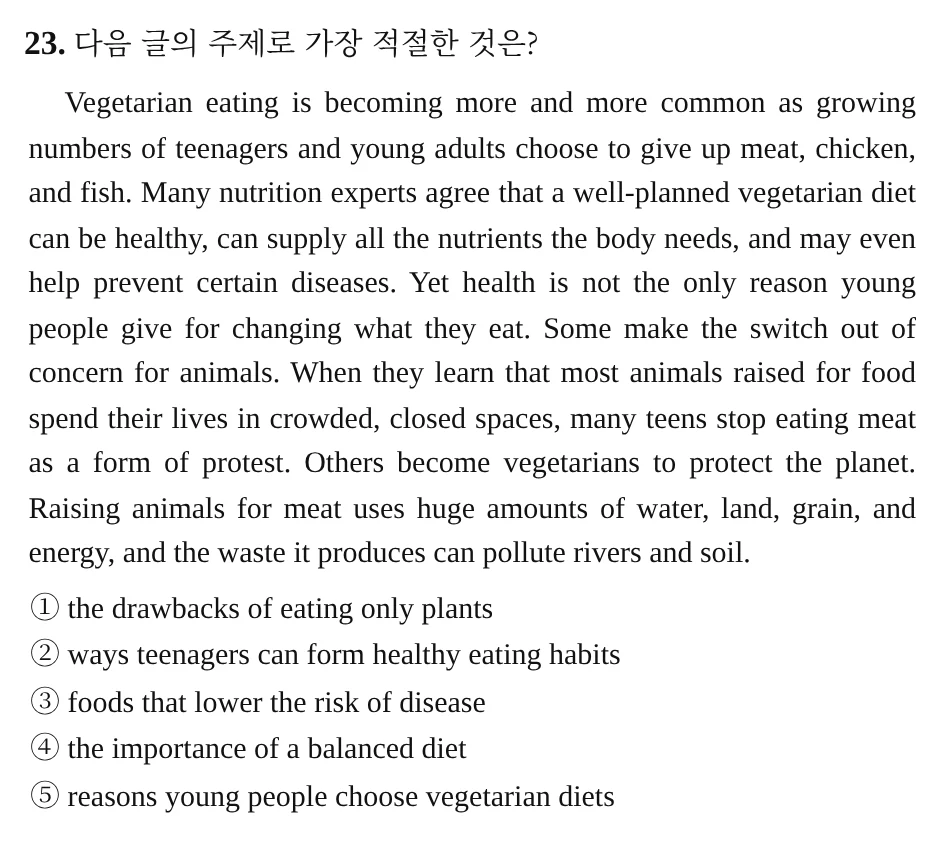 23. 다음 글의 주제로 가장 적절한 것은?
Vegetarian eating is becoming more and more common as growing
numbers of teenagers and young adults choose to give up meat, chicken,
and fish. Many nutrition experts agree that a well-planned vegetarian diet
can be healthy, can supply all the nutrients the body needs, and may even
help prevent certain diseases. Yet health is not the only reason young
people give for changing what they eat. Some make the switch out of
concern for animals. When they learn that most animals raised for food
spend their lives in crowded, closed spaces, many teens stop eating meat
as a form of protest. Others become vegetarians to protect the planet.
Raising animals for meat uses huge amounts of water, land, grain, and
energy, and the waste it produces can pollute rivers and soil.
① the drawbacks of eating only plants
② ways teenagers can form healthy eating habits
③ foods that lower the risk of disease
④ the importance of a balanced diet
⑤ reasons young people choose vegetarian diets